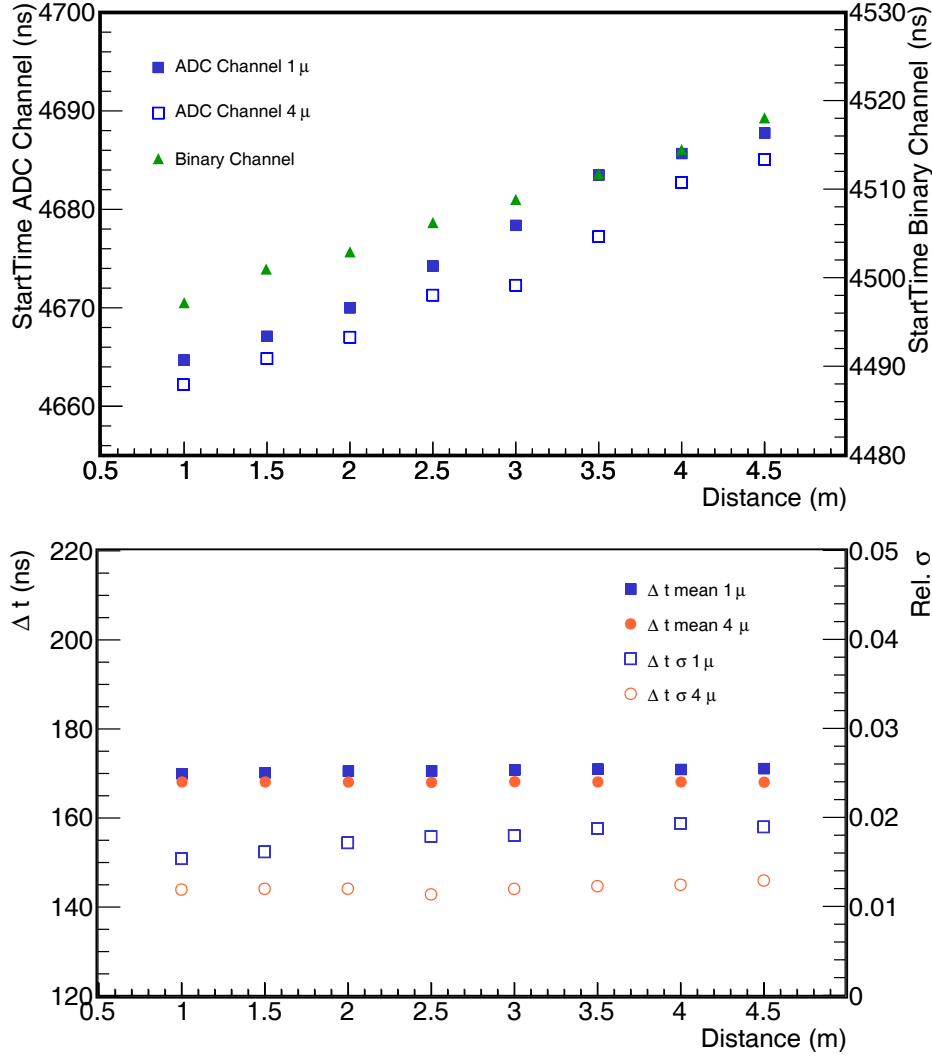 4700
4690
4680
4670
4660
StartTime ADC Channel (ns)
ADC Channel 1 μ
ADC Channel 4 μ
Binary Channel
4530
4520
4510
4500
4490
4480
StartTime Binary Channel (ns)
0.5 1 1.5 2 2.5 3 3.5 4 4.5
Distance (m)
220
200
180
160
140
120
Δ t (ns)
Δ t mean 1 μ
Δ t mean 4 μ
Δ t σ 1 μ
Δ t σ 4 μ
0.05
0.04
0.03
0.02
0.01
0
Rel. σ
0.5 1 1.5 2 2.5 3 3.5 4 4.5
Distance (m)